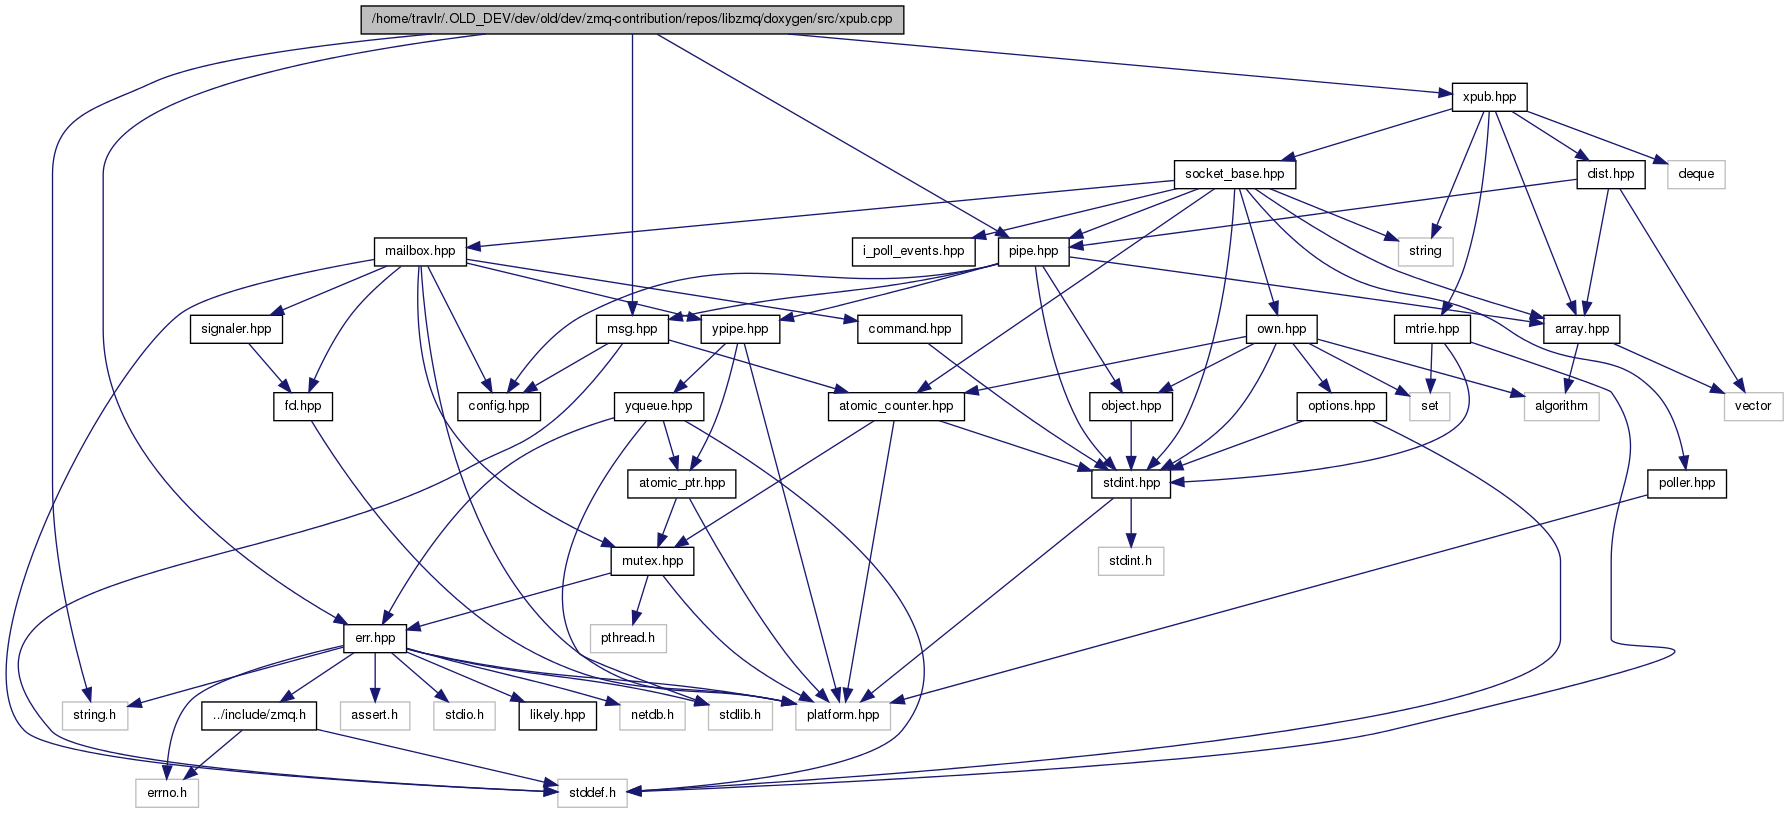 /home/travlr/.OLD_DEV/dev/old/dev/zmq-contribution/repos/libzmq/doxygen/src/xpub.cpp
xpub.hpp
socket_base.hpp
dist.hpp
deque
mailbox.hpp
i_poll_events.hpp
pipe.hpp
string
signaler.hpp
msg.hpp
ypipe.hpp
command.hpp
own.hpp
mtrie.hpp
array.hpp
fd.hpp
config.hpp
yqueue.hpp
atomic_counter.hpp
object.hpp
options.hpp
set
algorithm
vector
atomic_ptr.hpp
stdint.hpp
poller.hpp
mutex.hpp
stdint.h
err.hpp
pthread.h
string.h
../include/zmq.h
assert.h
stdio.h
likely.hpp
netdb.h
stdlib.h
platform.hpp
errno.h
stddef.h